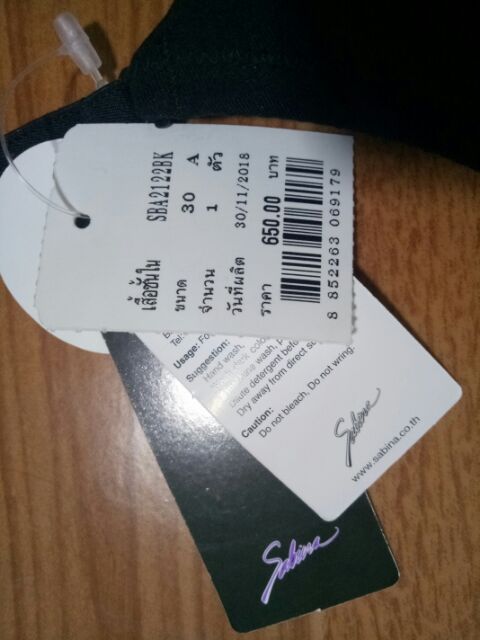 เสื้อชั้นใน SBA2122BK
ขนาด 30 A
จำนวน 1 ตัว
วันที่ผลิต 30/11/2018
ราคา 650.00 บาท
8 852263 069179
Usage:
Suggestion:
Hand wash,
wash,
Dilute detergent
Dry away from direct
Caution:
Do not bleach. Do not wring.
Sabina
www.sabina.co.th
Sabina